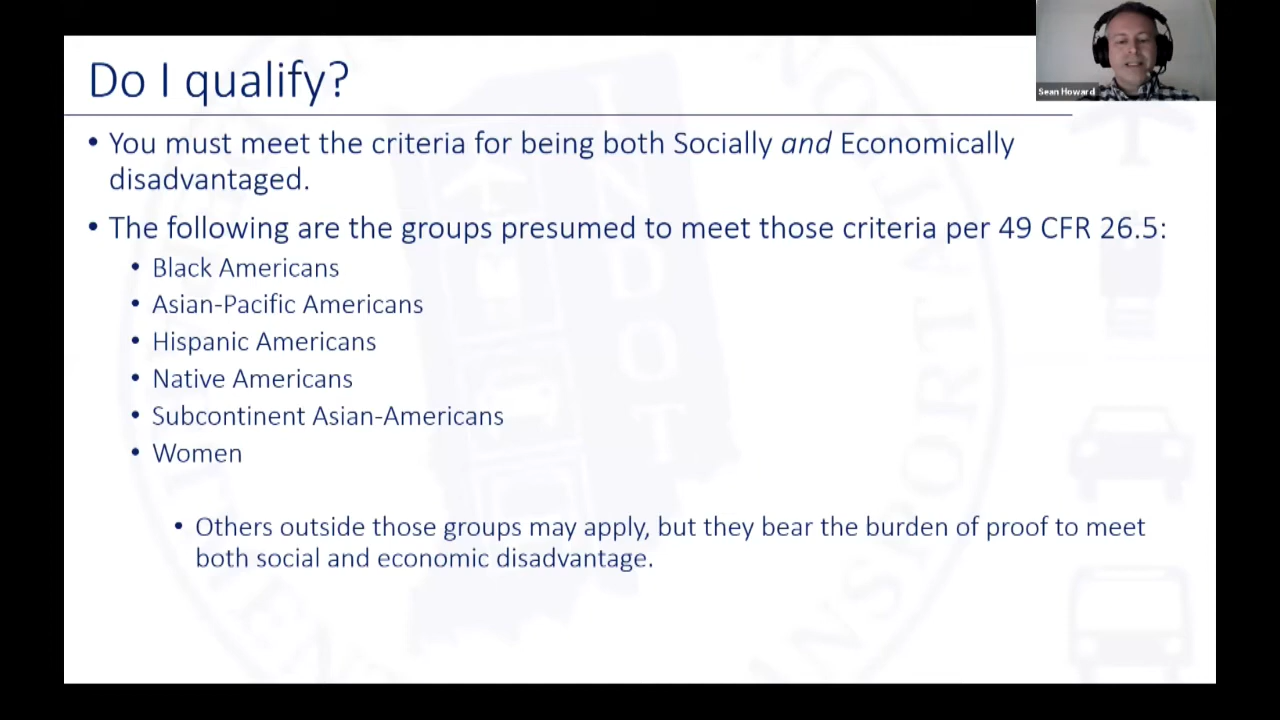 Do I qualify?
Sean Howard
• You must meet the criteria for being both Socially and Economically
disadvantaged.
• The following are the groups presumed to meet those criteria per 49 CFR 26.5:
• Black Americans
• Asian-Pacific Americans
• Hispanic Americans
• Native Americans
• Subcontinent Asian-Americans
• Women
• Others outside those groups may apply, but they bear the burden of proof to meet
both social and economic disadvantage.
INDOT